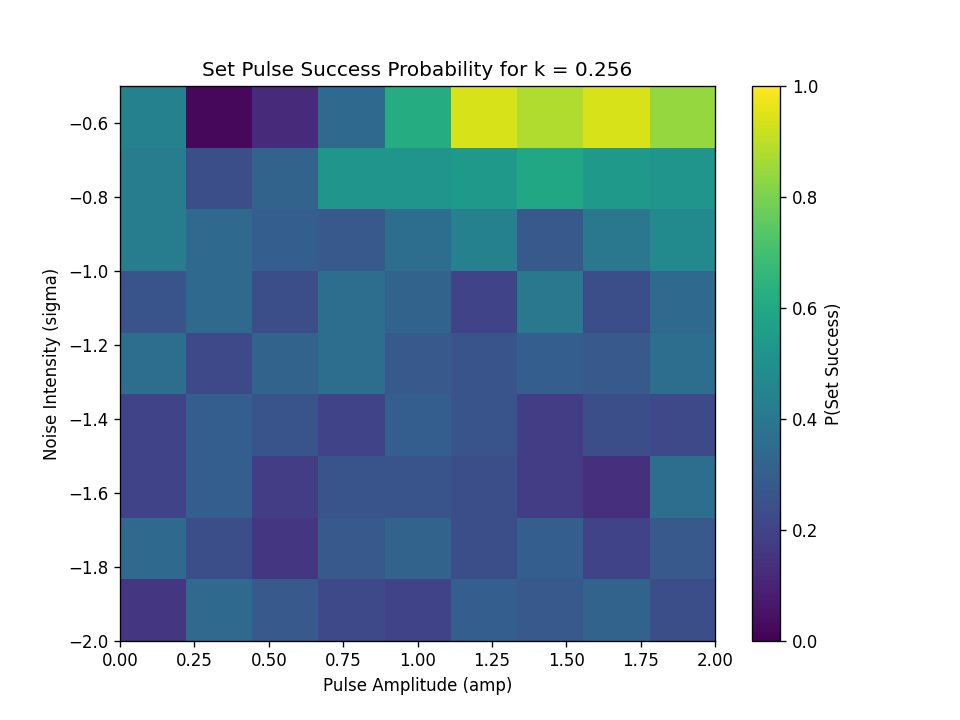 Set Pulse Success Probability for k = 0.256
−0.6
−0.8
−1.0
−1.2
−1.4
−1.6
−1.8
−2.0
Noise Intensity (sigma)
0.00 0.25 0.50 0.75 1.00 1.25 1.50 1.75 2.00
Pulse Amplitude (amp)
1.0
0.8
0.6
0.4
0.2
0.0
P(Set Success)